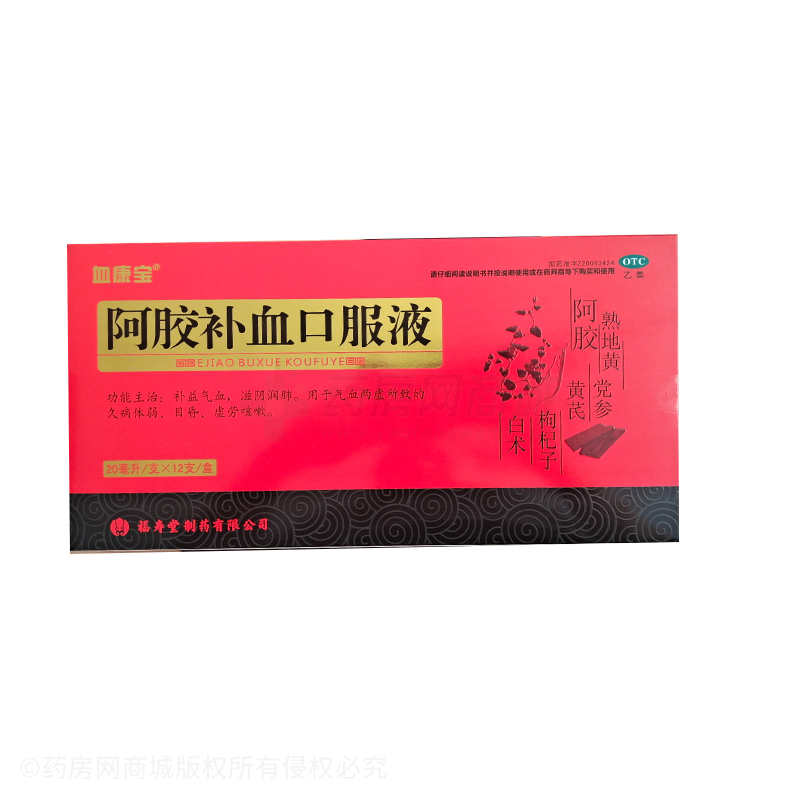 血康宝®
国药准字Z20083454
请仔细阅读说明书并按说明使用或在药师指导下购买和使用
OTC
乙类
阿胶补血口服液
EJIAO BUXUE KOUFUYE
功能主治：补益气血，滋阴润肺。用于气血两虚所致的
久病体弱、目昏、虚劳咳嗽。
熟地黄
阿胶
党参
黄芪
枸杞子
白术
20毫升/支×12支/盒
福寿堂制药有限公司
©药房网商城版权所有侵权必究